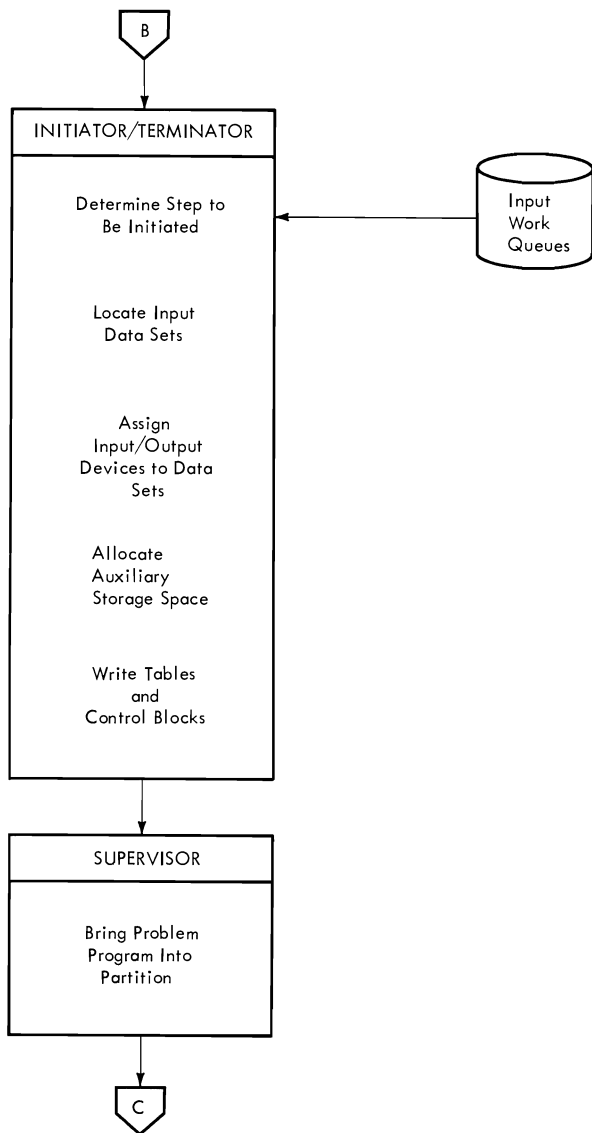 B
INITIATOR/TERMINATOR
Determine Step to
Be Initiated
Input
Work
Queues
Locate Input
Data Sets
Assign
Input/Output
Devices to Data
Sets
Allocate
Auxiliary
Storage Space
Write Tables
and
Control Blocks
SUPERVISOR
Bring Problem
Program Into
Partition
C